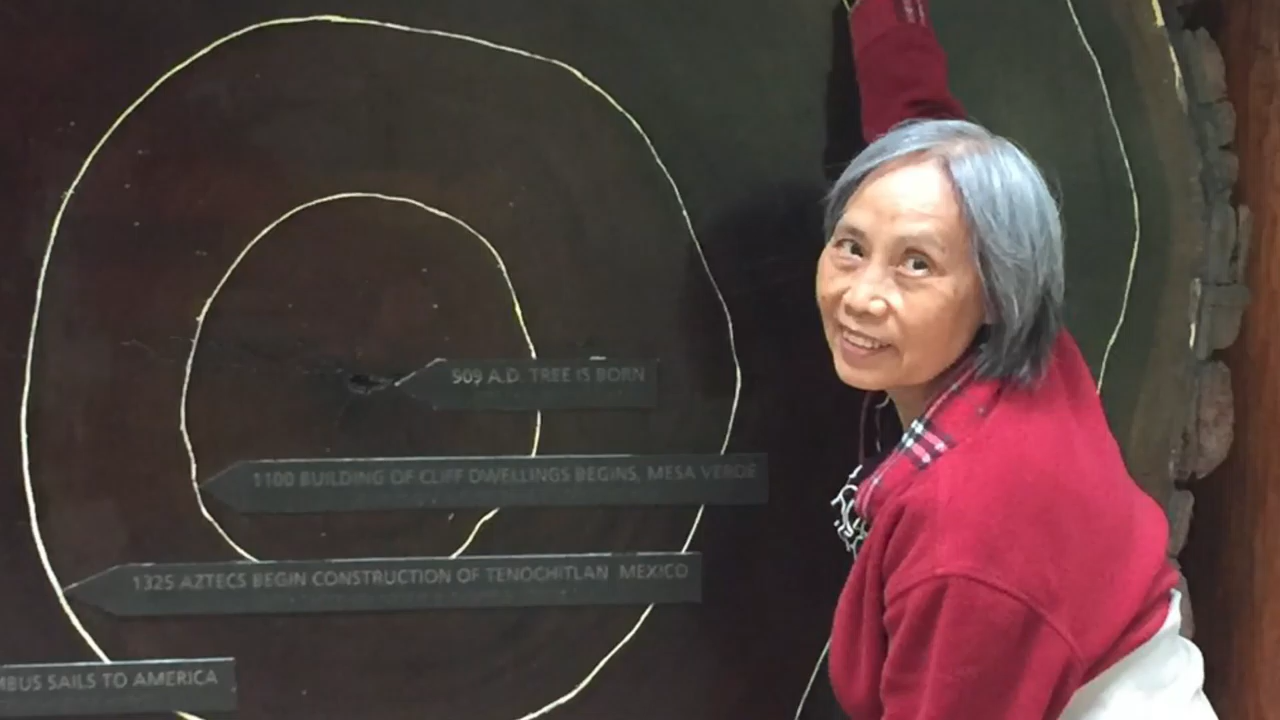 909 A.D. TREE IS BORN
1100 BUILDING OF CLIFF DWELLINGS BEGINS, MESA VERDE
1325 AZTECS BEGIN CONSTRUCTION OF TENOCHITLAN MEXICO
MBUS SAILS TO AMERICA